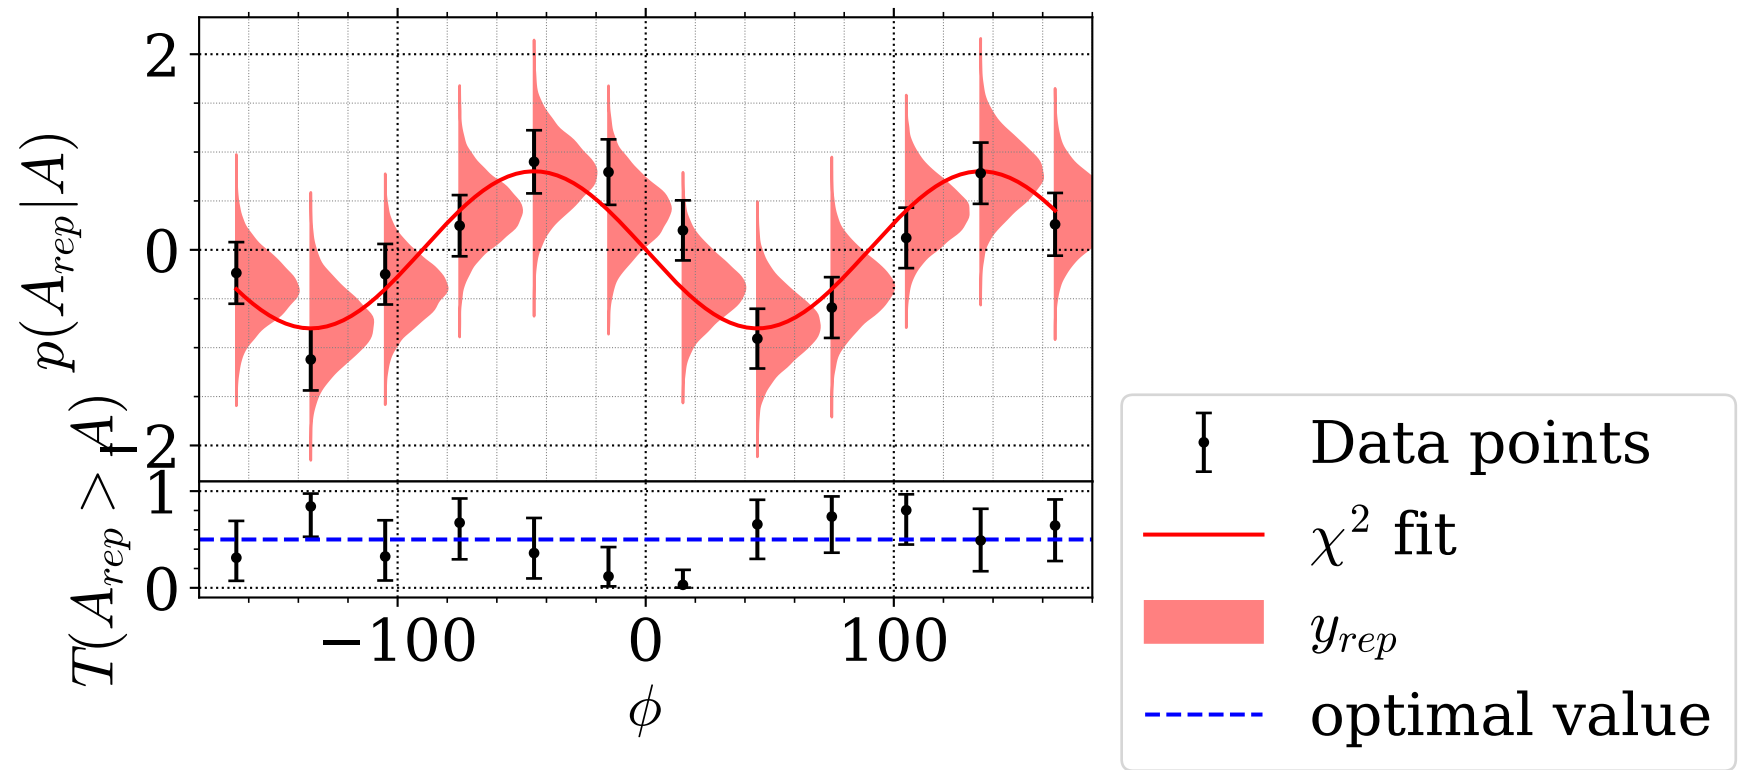 p(A_rep|A)
2
0
−2
T(A_rep > A)
1
0
−100 0 100
ϕ
Data points
χ² fit
y_rep
optimal value